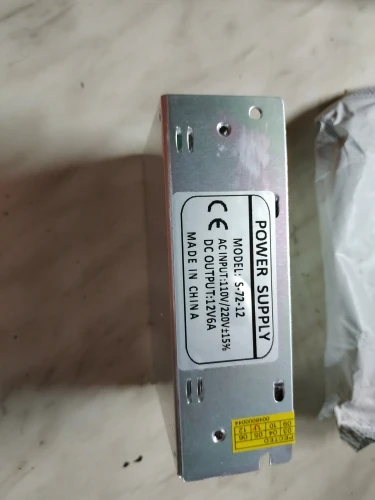 POWER SUPPLY
MODEL: S-72-12
CE
AC INPUT:110V/220V±15%
DC OUTPUT:12V6A
MADE IN CHINA